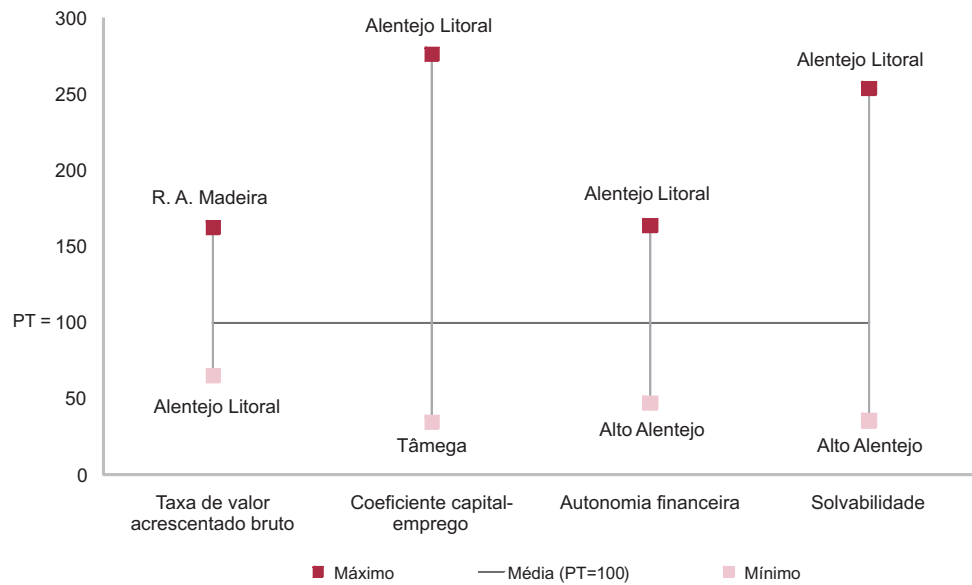 300
250
200
150
PT = 100
50
0
Alentejo Litoral
Alentejo Litoral
R. A. Madeira
Alentejo Litoral
Alentejo Litoral
Tâmega
Alto Alentejo
Alto Alentejo
Taxa de valor
acrescentado bruto
Coeficiente capital-
emprego
Autonomia financeira
Solvabilidade
Máximo
Média (PT=100)
Mínimo